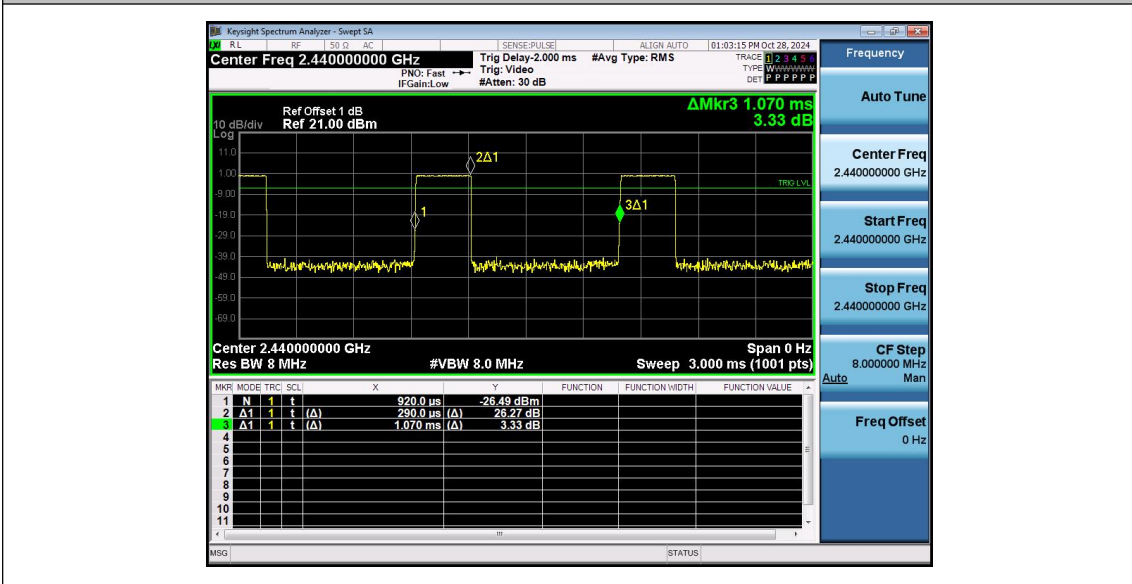 Keysight Spectrum Analyzer - Swept SA
LXI RL RF 50 Ω AC SENSE:PULSE ALIGN AUTO 01:03:15 PM Oct 28, 2024
Center Freq 2.440000000 GHz
PNO: Fast
IFGain:Low
Trig Delay-2.000 ms
Trig: Video
#Atten: 30 dB
#Avg Type: RMS
TRACE 1 2 3 4 5 6
TYPE WWWWWW
DET P P P P P P
ΔMkr3 1.070 ms
3.33 dB
10 dB/div
Log
Ref Offset 1 dB
Ref 21.00 dBm
11.0
1.00
-9.00
-19.0
-29.0
-39.0
-49.0
-59.0
-69.0
2Δ1
TRIG LVL
1
3Δ1
Center 2.440000000 GHz Span 0 Hz
Res BW 8 MHz #VBW 8.0 MHz Sweep 3.000 ms (1001 pts)
MKR MODE TRC SCL X Y FUNCTION FUNCTION WIDTH FUNCTION VALUE
1 N 1 t 920.0 µs -26.49 dBm
2 Δ1 1 t (Δ) 290.0 µs (Δ) 26.27 dB
3 Δ1 1 t (Δ) 1.070 ms (Δ) 3.33 dB
4
5
6
7
8
9
10
11
MSG STATUS
Frequency
Auto Tune
Center Freq
2.440000000 GHz
Start Freq
2.440000000 GHz
Stop Freq
2.440000000 GHz
CF Step
8.000000 MHz
Auto Man
Freq Offset
0 Hz